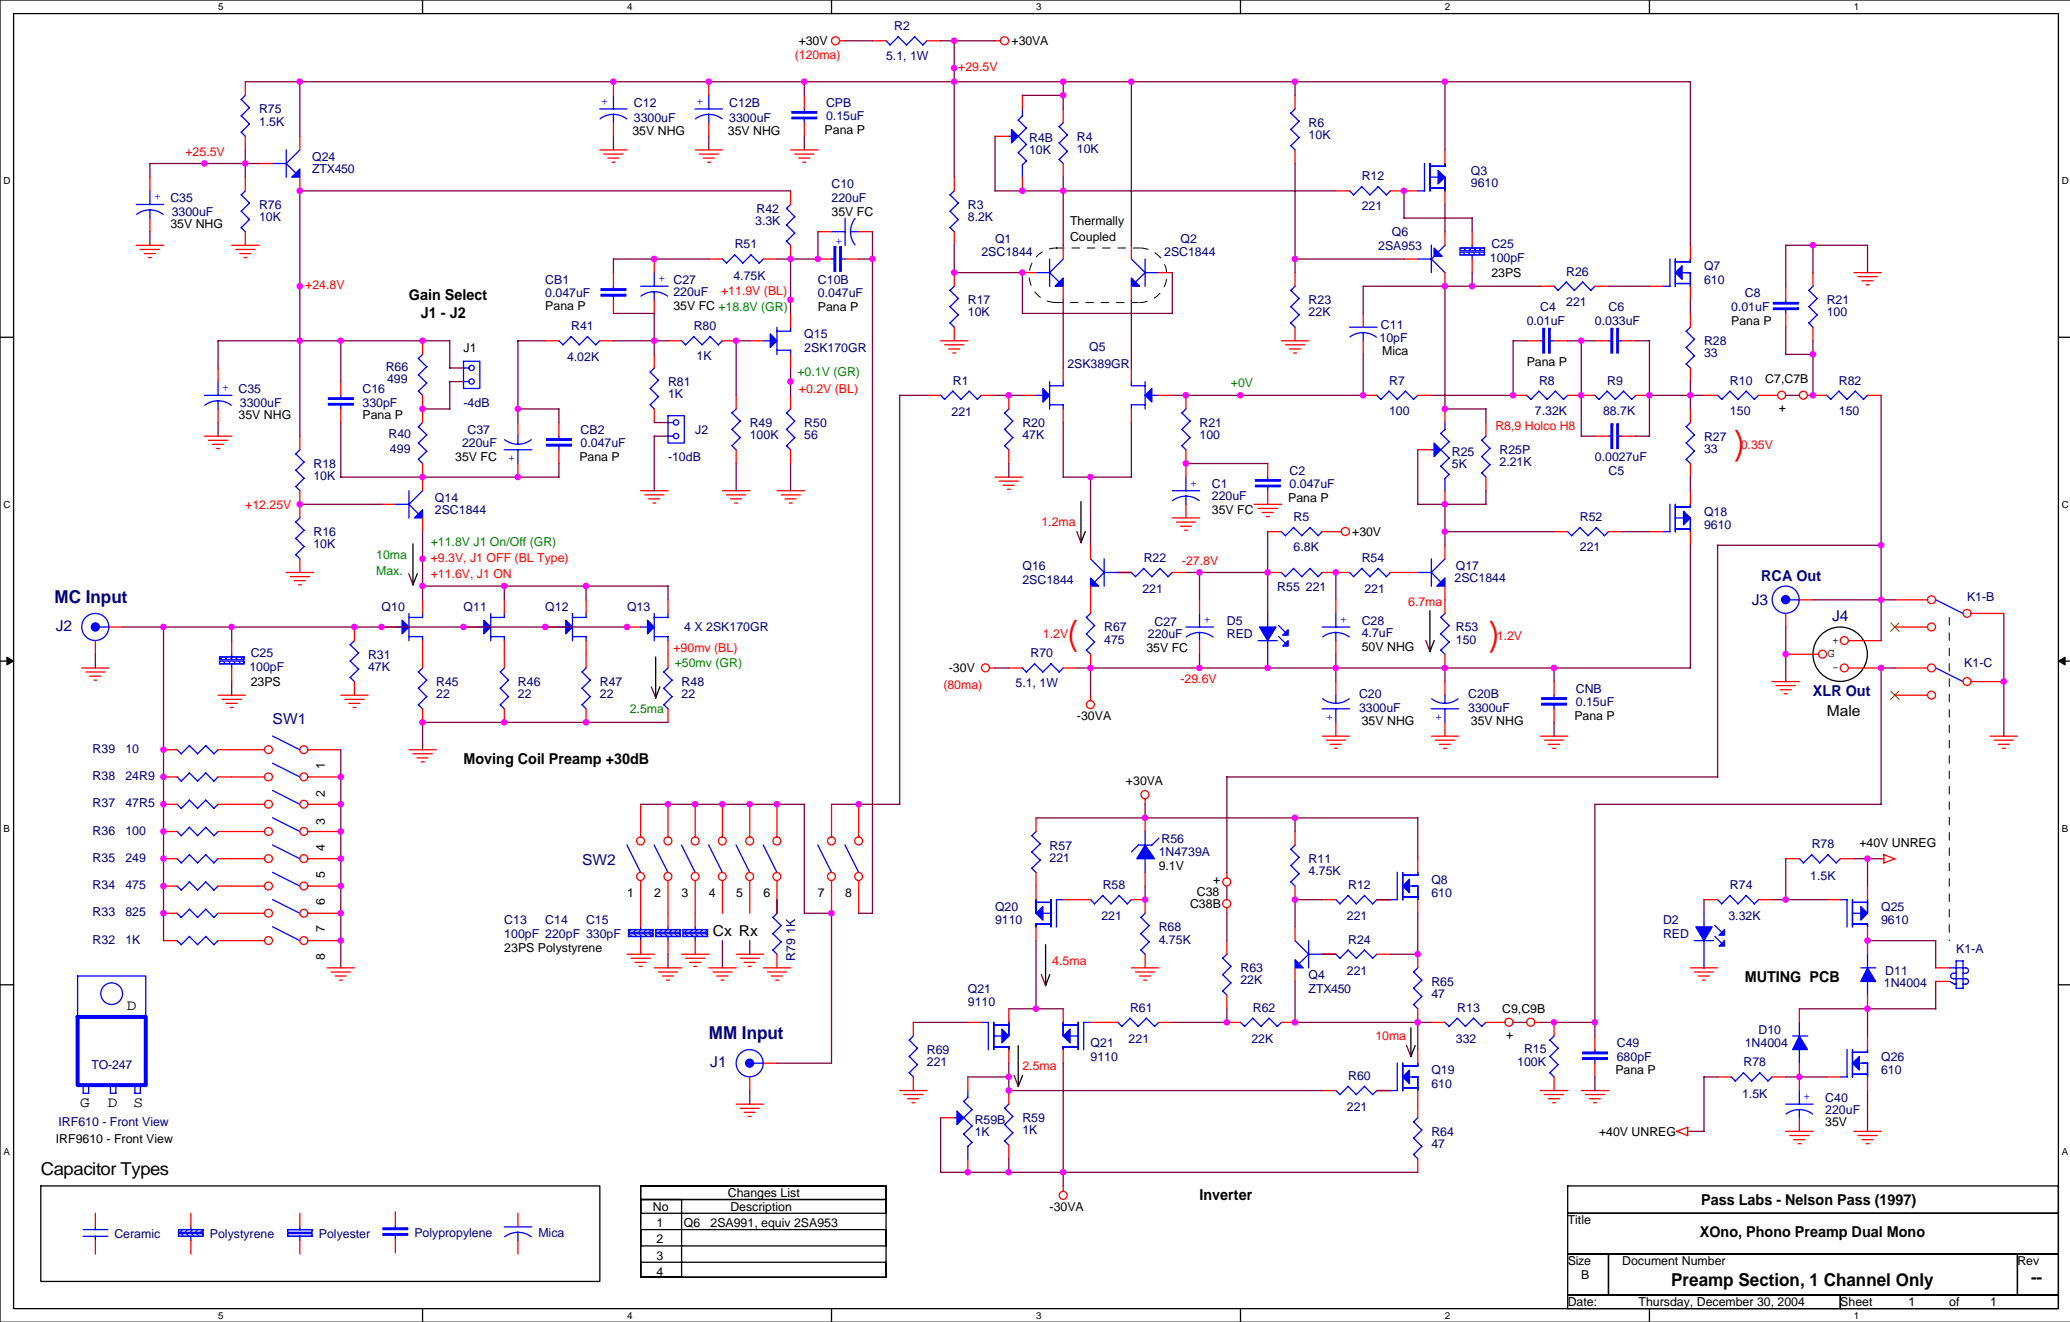 5
4
3
2
1
D
C
B
A
D
C
B
A
+30V
(120ma)
R2
5.1, 1W
+30VA
+29.5V
R75
1.5K
+25.5V
Q24
ZTX450
C35
3300uF
35V NHG
R76
10K
C12
3300uF
35V NHG
C12B
3300uF
35V NHG
CPB
0.15uF
Pana P
R4B
10K
R4
10K
R6
10K
R12
221
Q3
9610
C10
220uF
35V FC
R42
3.3K
R3
8.2K
Thermally
Coupled
Q1
2SC1844
Q2
2SC1844
Q6
2SA953
C25
100pF
23PS
R51
4.75K
+11.9V (BL)
+18.8V (GR)
C10B
0.047uF
Pana P
CB1
0.047uF
Pana P
C27
220uF
35V FC
+24.8V
Gain Select
J1 - J2
R17
10K
R23
22K
R26
221
Q7
610
C8
0.01uF
Pana P
R21
100
R41
4.02K
R80
1K
Q15
2SK170GR
+0.1V (GR)
+0.2V (BL)
C11
10pF
Mica
C4
0.01uF
Pana P
C6
0.033uF
R28
33
Q5
2SK389GR
R66
499
J1
-4dB
C35
3300uF
35V NHG
C16
330pF
Pana P
R81
1K
R1
221
+0V
R7
100
R8
7.32K
R9
88.7K
R8,9 Holco H8
R10
150
C7,C7B
+
R82
150
R40
499
C37
220uF
35V FC
CB2
0.047uF
Pana P
J2
-10dB
R49
100K
R50
56
R20
47K
R21
100
C1
220uF
35V FC
C2
0.047uF
Pana P
R25
5K
R25P
2.21K
0.0027uF
C5
R27
33
0.35V
R18
10K
+12.25V
R16
10K
Q14
2SC1844
10ma
Max.
+11.8V J1 On/Off (GR)
+9.3V, J1 OFF (BL Type)
+11.6V, J1 ON
1.2ma
R5
6.8K
+30V
R52
221
Q18
9610
Q16
2SC1844
R22
221
-27.8V
R55 221
R54
221
Q17
2SC1844
MC Input
J2
Q10
Q11
Q12
Q13
4 X 2SK170GR
+90mv (BL)
+50mv (GR)
C25
100pF
23PS
R31
47K
R45
22
R46
22
R47
22
R48
22
2.5ma
1.2V
R67
475
C27
220uF
35V FC
D5
RED
C28
4.7uF
50V NHG
6.7ma
R53
150
1.2V
RCA Out
J3
J4
+
G
-
XLR Out
Male
K1-B
K1-C
-30V
(80ma)
R70
5.1, 1W
-29.6V
-30VA
C20
3300uF
35V NHG
C20B
3300uF
35V NHG
CNB
0.15uF
Pana P
Moving Coil Preamp +30dB
SW1
R39 10
R38 24R9
R37 47R5
R36 100
R35 249
R34 475
R33 825
R32 1K
1
2
3
4
5
6
7
8
SW2
1
2
3
4
5
6
7
8
C13
100pF
C14
220pF
C15
330pF
23PS Polystyrene
Cx
Rx
R79 1K
+30VA
R57
221
R56
1N4739A
9.1V
R11
4.75K
R12
221
Q8
610
R58
221
Q20
9110
R68
4.75K
+
C38
C38B
R24
221
Q4
ZTX450
4.5ma
R63
22K
R65
47
Q21
9110
R61
221
R62
22K
Q21
9110
R69
221
2.5ma
10ma
R13
332
C9,C9B
+
R15
100K
C49
680pF
Pana P
R60
221
Q19
610
R59B
1K
R59
1K
R64
47
-30VA
Inverter
MM Input
J1
R78
1.5K
+40V UNREG
R74
3.32K
D2
RED
Q25
9610
MUTING PCB
D11
1N4004
K1-A
D10
1N4004
R78
1.5K
Q26
610
C40
220uF
35V
+40V UNREG
D
TO-247
G D S
IRF610 - Front View
IRF9610 - Front View
Capacitor Types
Ceramic
Polystyrene
Polyester
Polypropylene
Mica
Changes List
No Description
1 Q6 2SA991, equiv 2SA953
2
3
4
Pass Labs - Nelson Pass (1997)
Title
XOno, Phono Preamp Dual Mono
Size
B
Document Number
Preamp Section, 1 Channel Only
Rev
--
Date: Thursday, December 30, 2004 Sheet 1 of 1
5
4
3
2
1